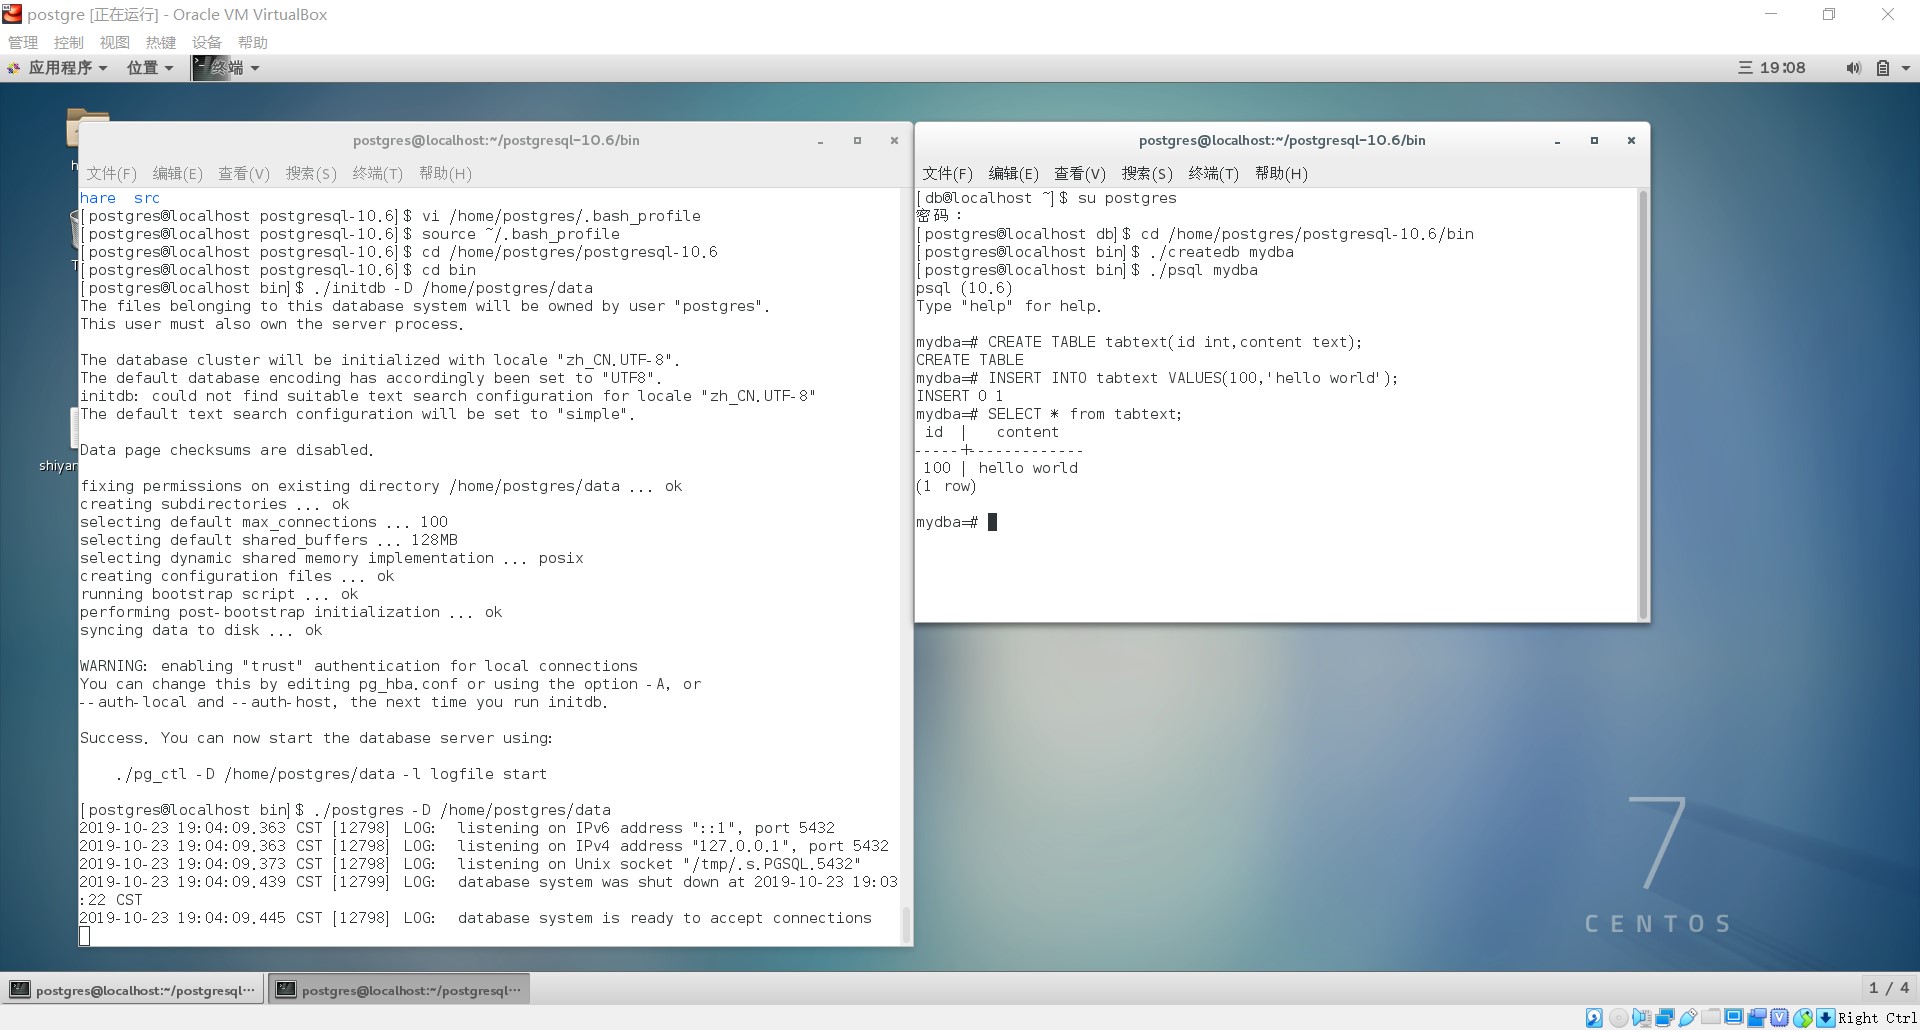 postgre [正在运行] - Oracle VM VirtualBox
管理 控制 视图 热键 设备 帮助
应用程序 位置 终端 三 19:08
postgres@localhost:~/postgresql-10.6/bin
文件(F) 编辑(E) 查看(V) 搜索(S) 终端(T) 帮助(H)
hare  src
[postgres@localhost postgresql-10.6]$ vi /home/postgres/.bash_profile
[postgres@localhost postgresql-10.6]$ source ~/.bash_profile
[postgres@localhost postgresql-10.6]$ cd /home/postgres/postgresql-10.6
[postgres@localhost postgresql-10.6]$ cd bin
[postgres@localhost bin]$ ./initdb -D /home/postgres/data
The files belonging to this database system will be owned by user "postgres".
This user must also own the server process.
The database cluster will be initialized with locale "zh_CN.UTF-8".
The default database encoding has accordingly been set to "UTF8".
initdb: could not find suitable text search configuration for locale "zh_CN.UTF-8"
The default text search configuration will be set to "simple".
Data page checksums are disabled.
fixing permissions on existing directory /home/postgres/data ... ok
creating subdirectories ... ok
selecting default max_connections ... 100
selecting default shared_buffers ... 128MB
selecting dynamic shared memory implementation ... posix
creating configuration files ... ok
running bootstrap script ... ok
performing post-bootstrap initialization ... ok
syncing data to disk ... ok
WARNING: enabling "trust" authentication for local connections
You can change this by editing pg_hba.conf or using the option -A, or
--auth-local and --auth-host, the next time you run initdb.
Success. You can now start the database server using:
./pg_ctl -D /home/postgres/data -l logfile start
[postgres@localhost bin]$ ./postgres -D /home/postgres/data
2019-10-23 19:04:09.363 CST [12798] LOG:  listening on IPv6 address "::1", port 5432
2019-10-23 19:04:09.363 CST [12798] LOG:  listening on IPv4 address "127.0.0.1", port 5432
2019-10-23 19:04:09.373 CST [12798] LOG:  listening on Unix socket "/tmp/.s.PGSQL.5432"
2019-10-23 19:04:09.439 CST [12799] LOG:  database system was shut down at 2019-10-23 19:03
:22 CST
2019-10-23 19:04:09.445 CST [12798] LOG:  database system is ready to accept connections
postgres@localhost:~/postgresql-10.6/bin
文件(F) 编辑(E) 查看(V) 搜索(S) 终端(T) 帮助(H)
[db@localhost ~]$ su postgres
密码：
[postgres@localhost db]$ cd /home/postgres/postgresql-10.6/bin
[postgres@localhost bin]$ ./createdb mydba
[postgres@localhost bin]$ ./psql mydba
psql (10.6)
Type "help" for help.
mydba=# CREATE TABLE tabtext(id int,content text);
CREATE TABLE
mydba=# INSERT INTO tabtext VALUES(100,'hello world');
INSERT 0 1
mydba=# SELECT * from tabtext;
id  |   content
-----+-------------
100 | hello world
(1 row)
mydba=#
shiyan
7
CENTOS
postgres@localhost:~/postgresql··· postgres@localhost:~/postgresql··· 1 / 4
Right Ctrl